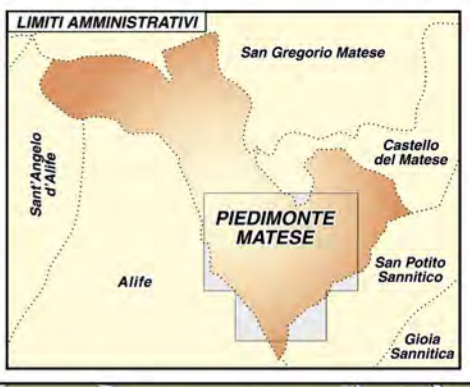 LIMITI AMMINISTRATIVI
San Gregorio Matese
Castello
del Matese
Sant'Angelo
d'Alife
PIEDIMONTE
MATESE
San Potito
Sannitico
Alife
Gioia
Sannitica